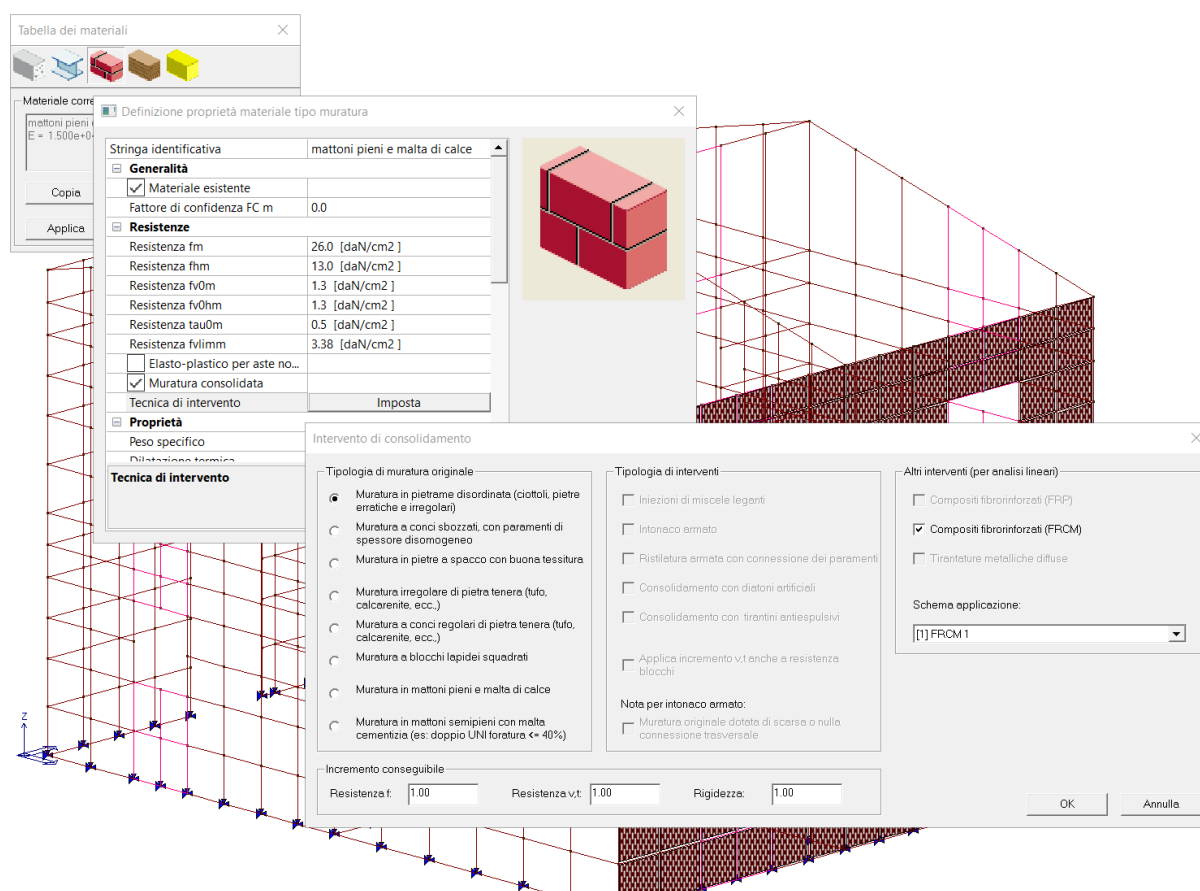 Tabella dei materiali
Materiale corre
mattoni pieni
E = 1.500e+0
Copia
Applica
Definizione proprietà materiale tipo muratura
Stringa identificativa mattoni pieni e malta di calce
Generalità
Materiale esistente
Fattore di confidenza FC m 0.0
Resistenze
Resistenza fm 26.0 [daN/cm2 ]
Resistenza fhm 13.0 [daN/cm2 ]
Resistenza fv0m 1.3 [daN/cm2 ]
Resistenza fv0hm 1.3 [daN/cm2 ]
Resistenza tau0m 0.5 [daN/cm2 ]
Resistenza fvlimm 3.38 [daN/cm2 ]
Elasto-plastico per aste no...
Muratura consolidata
Tecnica di intervento Imposta
Proprietà
Peso specifico
Dilatazione termica
Tecnica di intervento
Intervento di consolidamento
Tipologia di muratura originale
Muratura in pietrame disordinata (ciottoli, pietre
erratiche e irregolari)
Muratura a conci sbozzati, con paramenti di
spessore disomogeneo
Muratura in pietre a spacco con buona tessitura
Muratura irregolare di pietra tenera (tufo,
calcarenite, ecc.,)
Muratura a conci regolari di pietra tenera (tufo,
calcarenite, ecc.,)
Muratura a blocchi lapidei squadrati
Muratura in mattoni pieni e malta di calce
Muratura in mattoni semipieni con malta
cementizia (es: doppio UNI foratura <= 40%)
Tipologia di interventi
Iniezioni di miscele leganti
Intonaco armato
Ristilatura armata con connessione dei paramenti
Consolidamento con diatoni artificiali
Consolidamento con tirantini antiespulsivi
Applica incremento v,t anche a resistenza
blocchi
Nota per intonaco armato:
Muratura originale dotata di scarsa o nulla
connessione trasversale
Altri interventi (per analisi lineari)
Compositi fibrorinforzati (FRP)
Compositi fibrorinforzati (FRCM)
Tirantature metalliche diffuse
Schema applicazione:
[1] FRCM 1
Incremento conseguibile
Resistenza f: 1.00 Resistenza v,t: 1.00 Rigidezza: 1.00
OK Annulla
Z